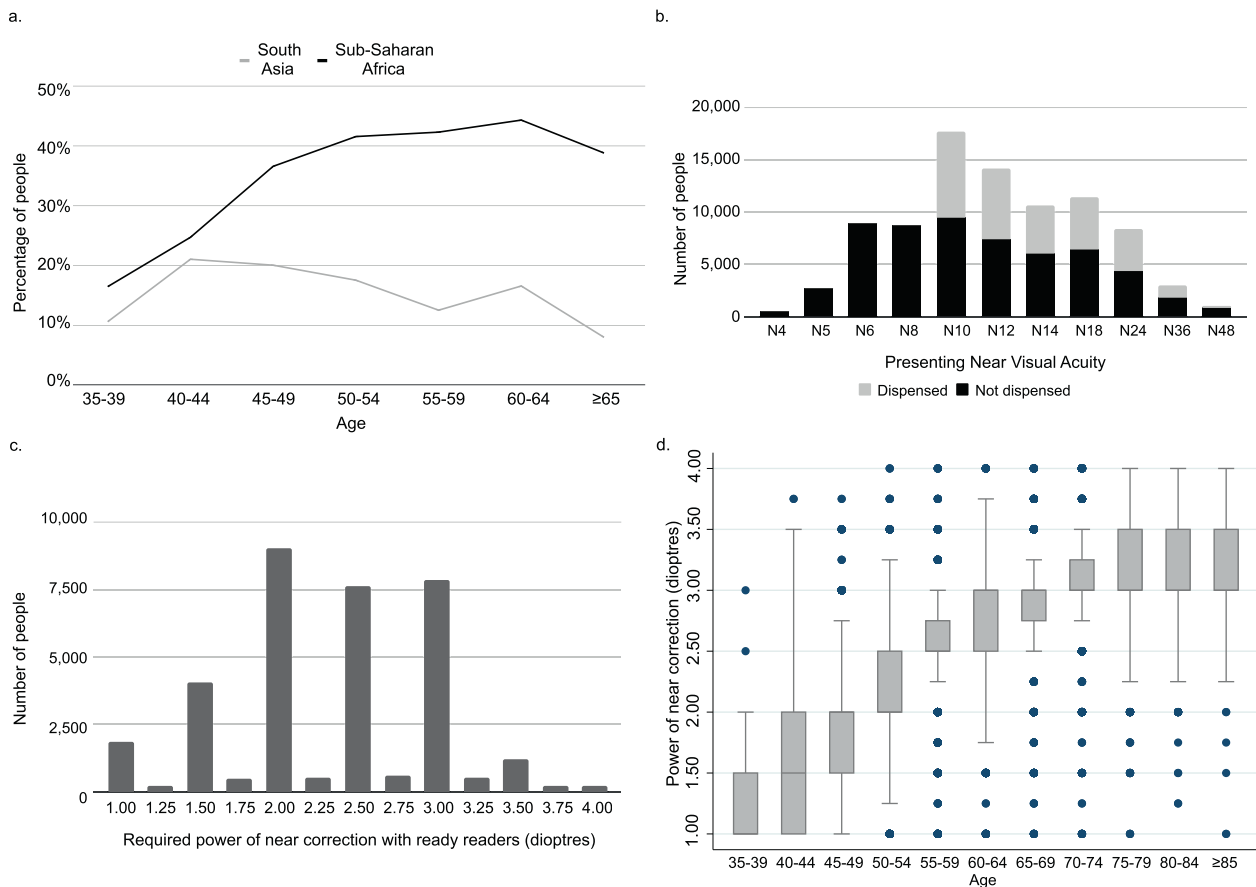 a.
South
Asia
Sub-Saharan
Africa
50%
40%
30%
20%
10%
0%
Percentage of people
35-39 40-44 45-49 50-54 55-59 60-64 ≥65
Age
b.
20,000
15,000
10,000
5,000
0
Number of people
N4 N5 N6 N8 N10 N12 N14 N18 N24 N36 N48
Presenting Near Visual Acuity
Dispensed Not dispensed
c.
10,000
7,500
5,000
2,500
0
Number of people
1.00 1.25 1.50 1.75 2.00 2.25 2.50 2.75 3.00 3.25 3.50 3.75 4.00
Required power of near correction with ready readers (dioptres)
d.
4.00
3.50
3.00
2.50
2.00
1.50
1.00
Power of near correction (dioptres)
35-39 40-44 45-49 50-54 55-59 60-64 65-69 70-74 75-79 80-84 ≥85
Age